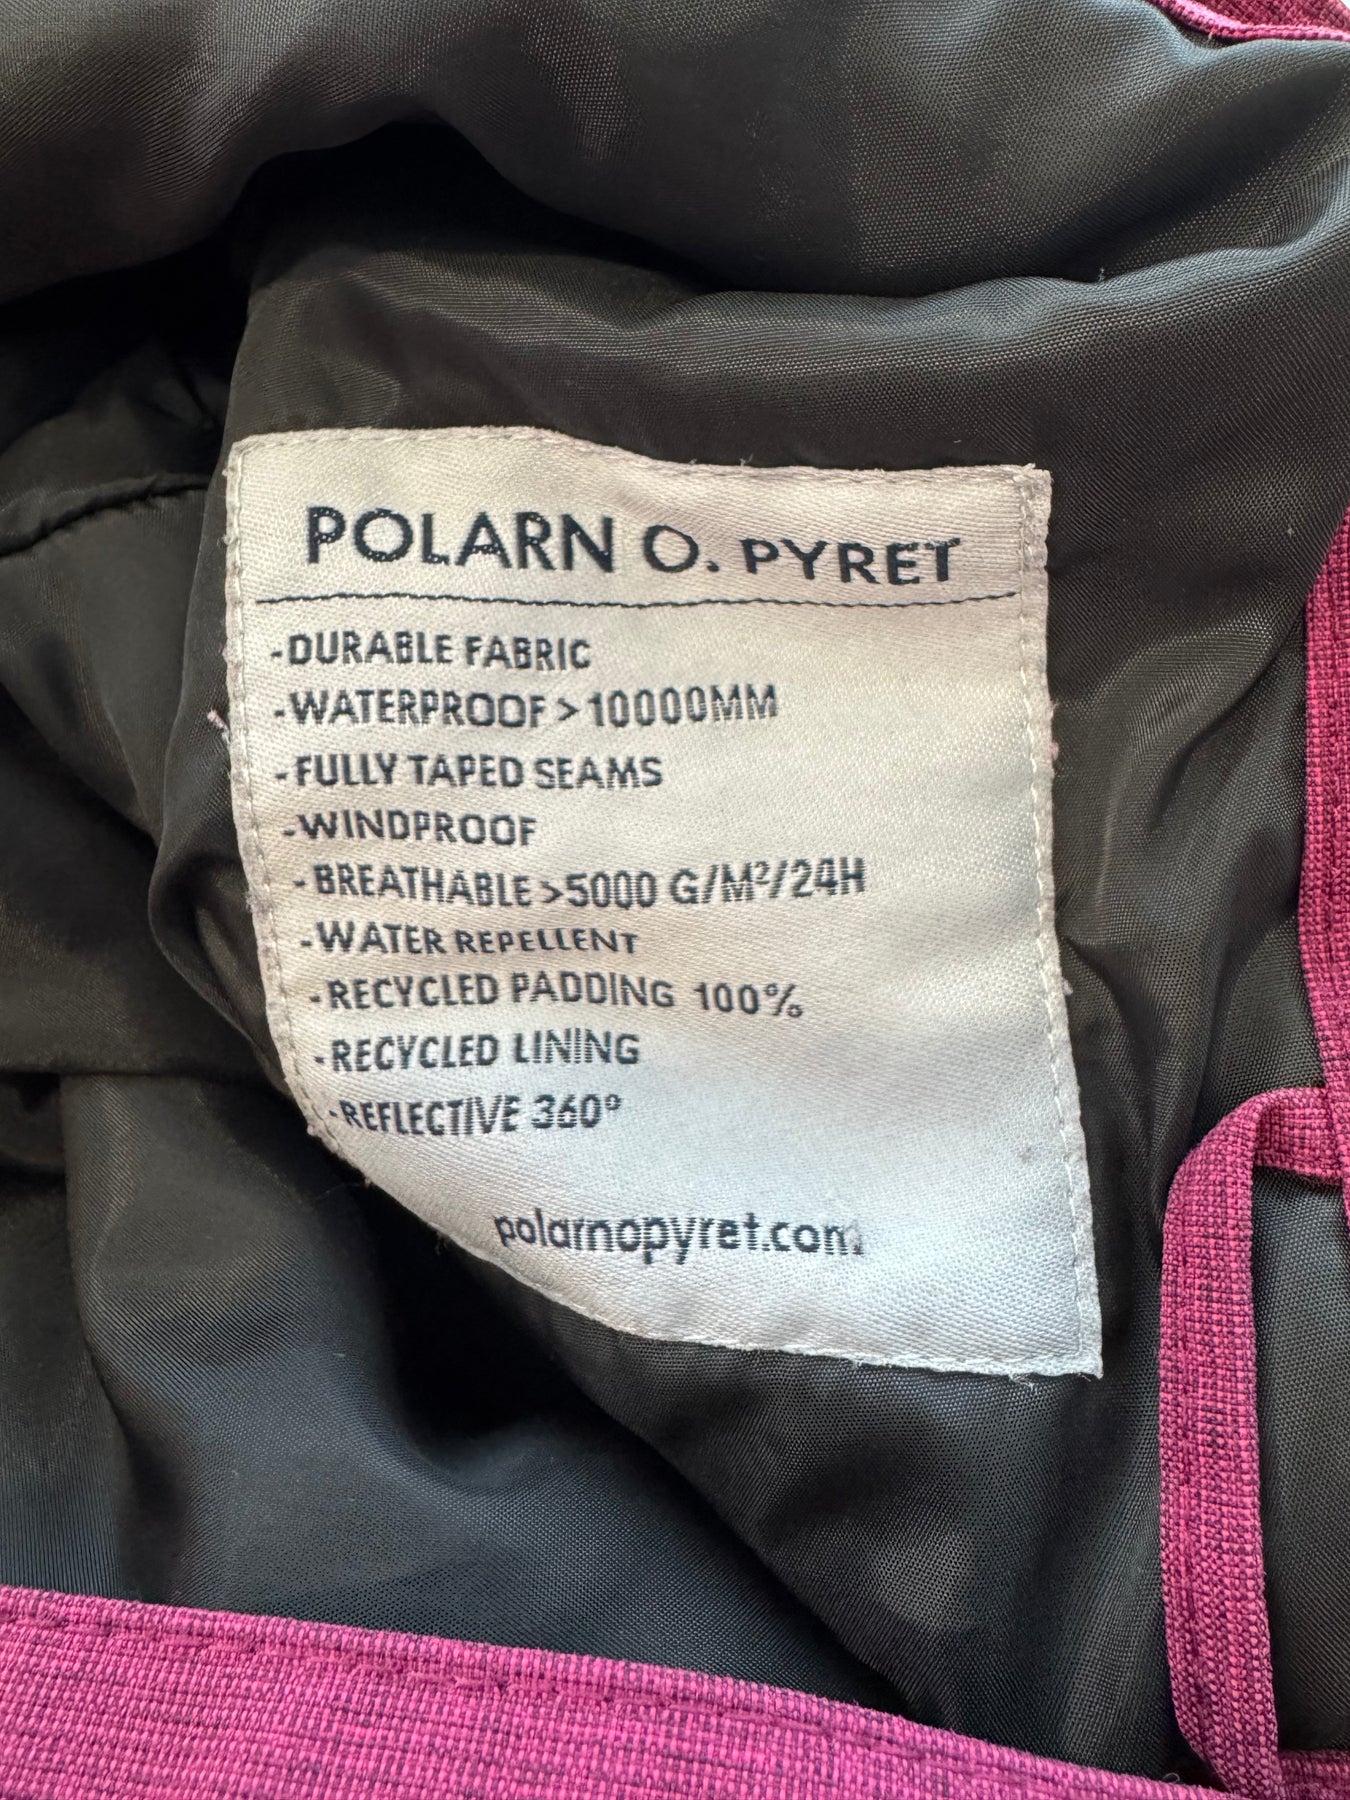 POLARN O. PYRET
-DURABLE FABRIC
-WATERPROOF>10000MM
-FULLY TAPED SEAMS
-WINDPROOF
-BREATHABLE>5000 G/M²/24H
-WATER REPELLENT
-RECYCLED PADDING 100%
-RECYCLED LINING
-REFLECTIVE 360°
polarnopyret.com